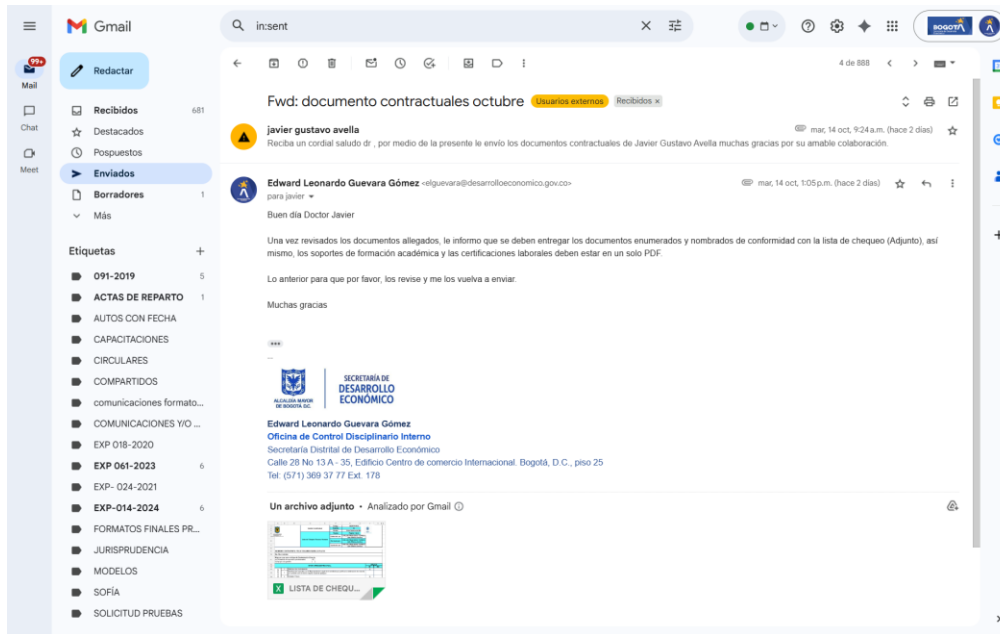 Gmail
in:sent
BOGOTÁ
99+
Mail
Chat
Meet
Redactar
Recibidos 681
Destacados
Pospuestos
Enviados
Borradores 1
Más
Etiquetas
091-2019 5
ACTAS DE REPARTO 1
AUTOS CON FECHA
CAPACITACIONES
CIRCULARES
COMPARTIDOS
comunicaciones formato...
COMUNICACIONES Y/O ...
EXP 018-2020
EXP 061-2023 6
EXP- 024-2021
EXP-014-2024 6
FORMATOS FINALES PR...
JURISPRUDENCIA
MODELOS
SOFÍA
SOLICITUD PRUEBAS
4 de 888
Fwd: documento contractuales octubre Usuarios externos Recibidos x
javier gustavo avella mar, 14 oct, 9:24 a.m. (hace 2 días)
Reciba un cordial saludo dr , por medio de la presente le envío los documentos contractuales de Javier Gustavo Avella muchas gracias por su amable colaboración.
Edward Leonardo Guevara Gómez <elguevara@desarrolloeconomico.gov.co> mar, 14 oct, 1:05 p.m. (hace 2 días)
para javier
Buen día Doctor Javier
Una vez revisados los documentos allegados, le informo que se deben entregar los documentos enumerados y nombrados de conformidad con la lista de chequeo (Adjunto), así
mismo, los soportes de formación académica y las certificaciones laborales deben estar en un solo PDF.
Lo anterior para que por favor, los revise y me los vuelva a enviar.
Muchas gracias
...
--
ALCALDÍA MAYOR
DE BOGOTÁ D.C.
SECRETARÍA DE
DESARROLLO
ECONÓMICO
Edward Leonardo Guevara Gómez
Oficina de Control Disciplinario Interno
Secretaría Distrital de Desarrollo Económico
Calle 28 No 13 A - 35, Edificio Centro de comercio Internacional. Bogotá, D.C., piso 25
Tel: (571) 369 37 77 Ext. 178
Un archivo adjunto • Analizado por Gmail
LISTA DE CHEQU...